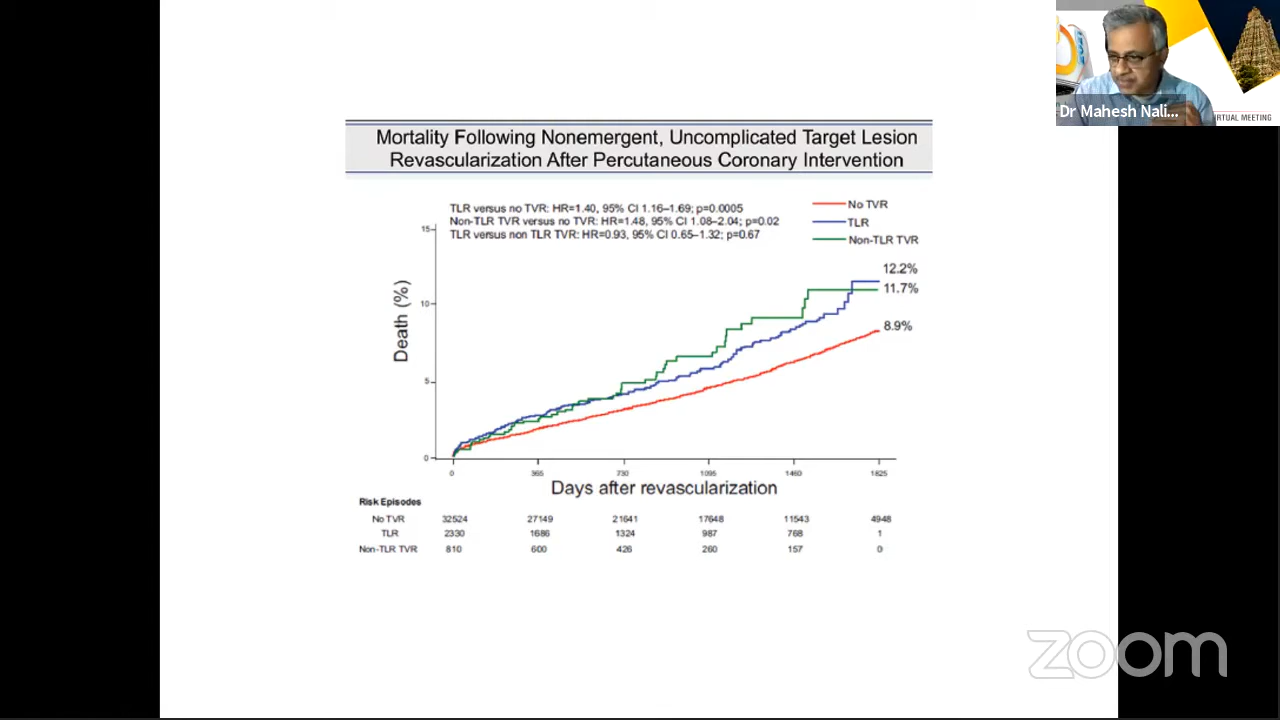 Dr Mahesh Nali...
VIRTUAL MEETING
Mortality Following Nonemergent, Uncomplicated Target Lesion
Revascularization After Percutaneous Coronary Intervention
TLR versus no TVR: HR=1.40, 95% CI 1.16–1.69; p=0.0005
Non-TLR TVR versus no TVR: HR=1.48, 95% CI 1.08–2.04; p=0.02
TLR versus non TLR TVR: HR=0.93, 95% CI 0.65–1.32; p=0.67
No TVR
TLR
Non-TLR TVR
15
10
5
0
Death (%)
12.2%
11.7%
8.9%
0 365 730 1095 1460 1825
Days after revascularization
Risk Episodes
No TVR 32524 27149 21641 17648 11543 4948
TLR 2330 1686 1324 987 768 1
Non-TLR TVR 810 600 426 260 157 0
zoom